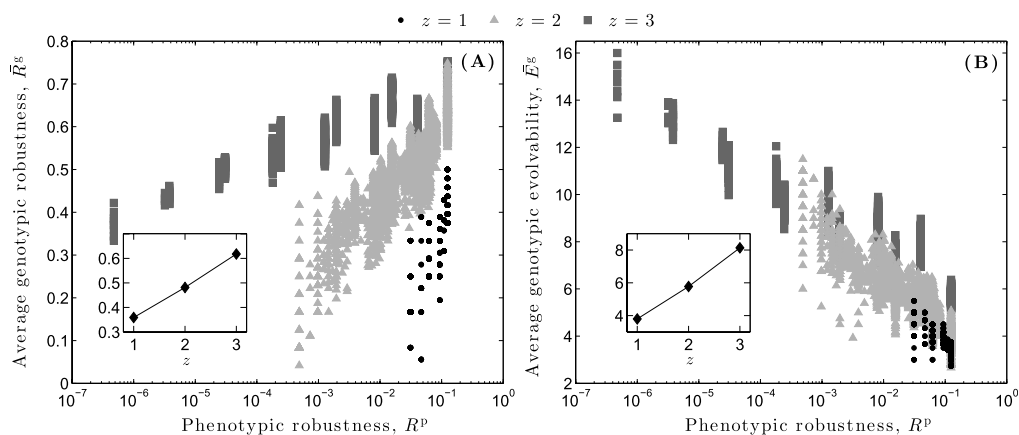 z = 1 z = 2 z = 3
(A)
Average genotypic robustness, R̄ᵍ
0.8
0.7
0.6
0.5
0.4
0.3
0.2
0.1
0
0.6
0.5
0.4
0.3
1 2 3
z
10⁻⁷ 10⁻⁶ 10⁻⁵ 10⁻⁴ 10⁻³ 10⁻² 10⁻¹ 10⁰
Phenotypic robustness, Rᵖ
(B)
Average genotypic evolvability, Ēᵍ
16
14
12
10
8
6
4
2
8
6
4
1 2 3
z
10⁻⁷ 10⁻⁶ 10⁻⁵ 10⁻⁴ 10⁻³ 10⁻² 10⁻¹ 10⁰
Phenotypic robustness, Rᵖ